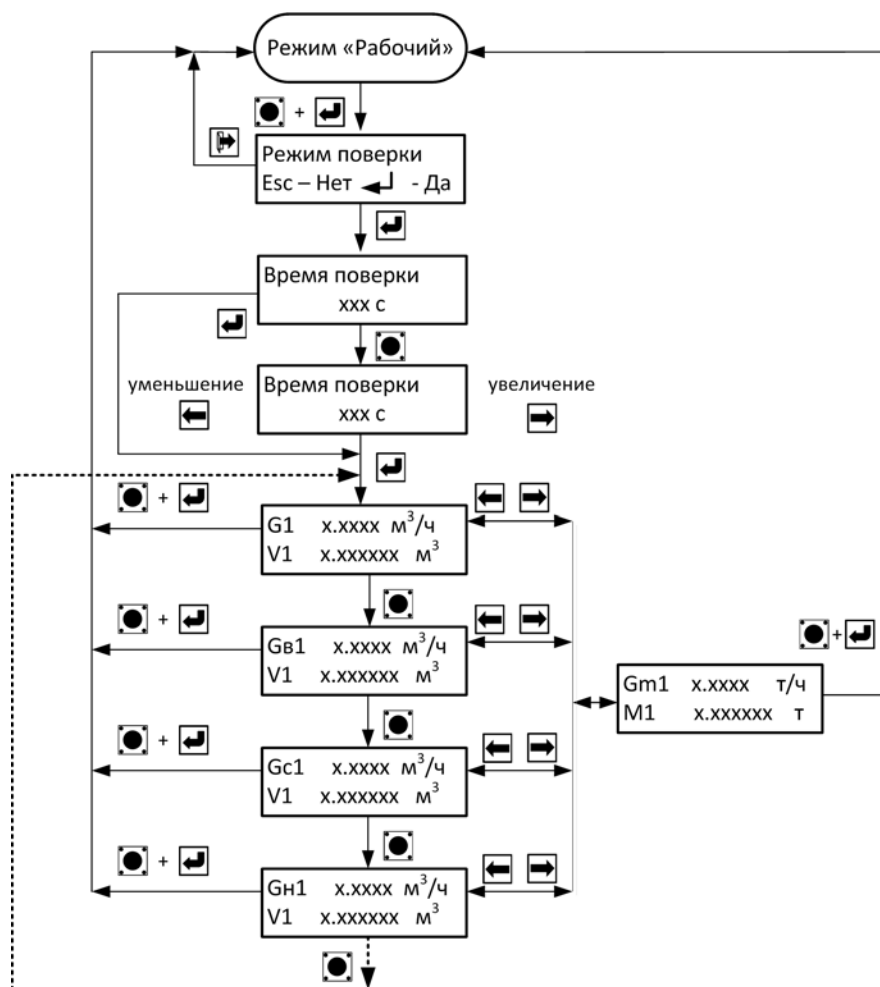 Режим «Рабочий»
+
Режим поверки
Esc – Нет - Да
Время поверки
xxx с
уменьшение
Время поверки
xxx с
увеличение
+
G1 x.xxxx м³/ч
V1 x.xxxxxx м³
+
Gв1 x.xxxx м³/ч
V1 x.xxxxxx м³
+
Gm1 x.xxxx т/ч
M1 x.xxxxxx т
+
Gс1 x.xxxx м³/ч
V1 x.xxxxxx м³
+
Gн1 x.xxxx м³/ч
V1 x.xxxxxx м³